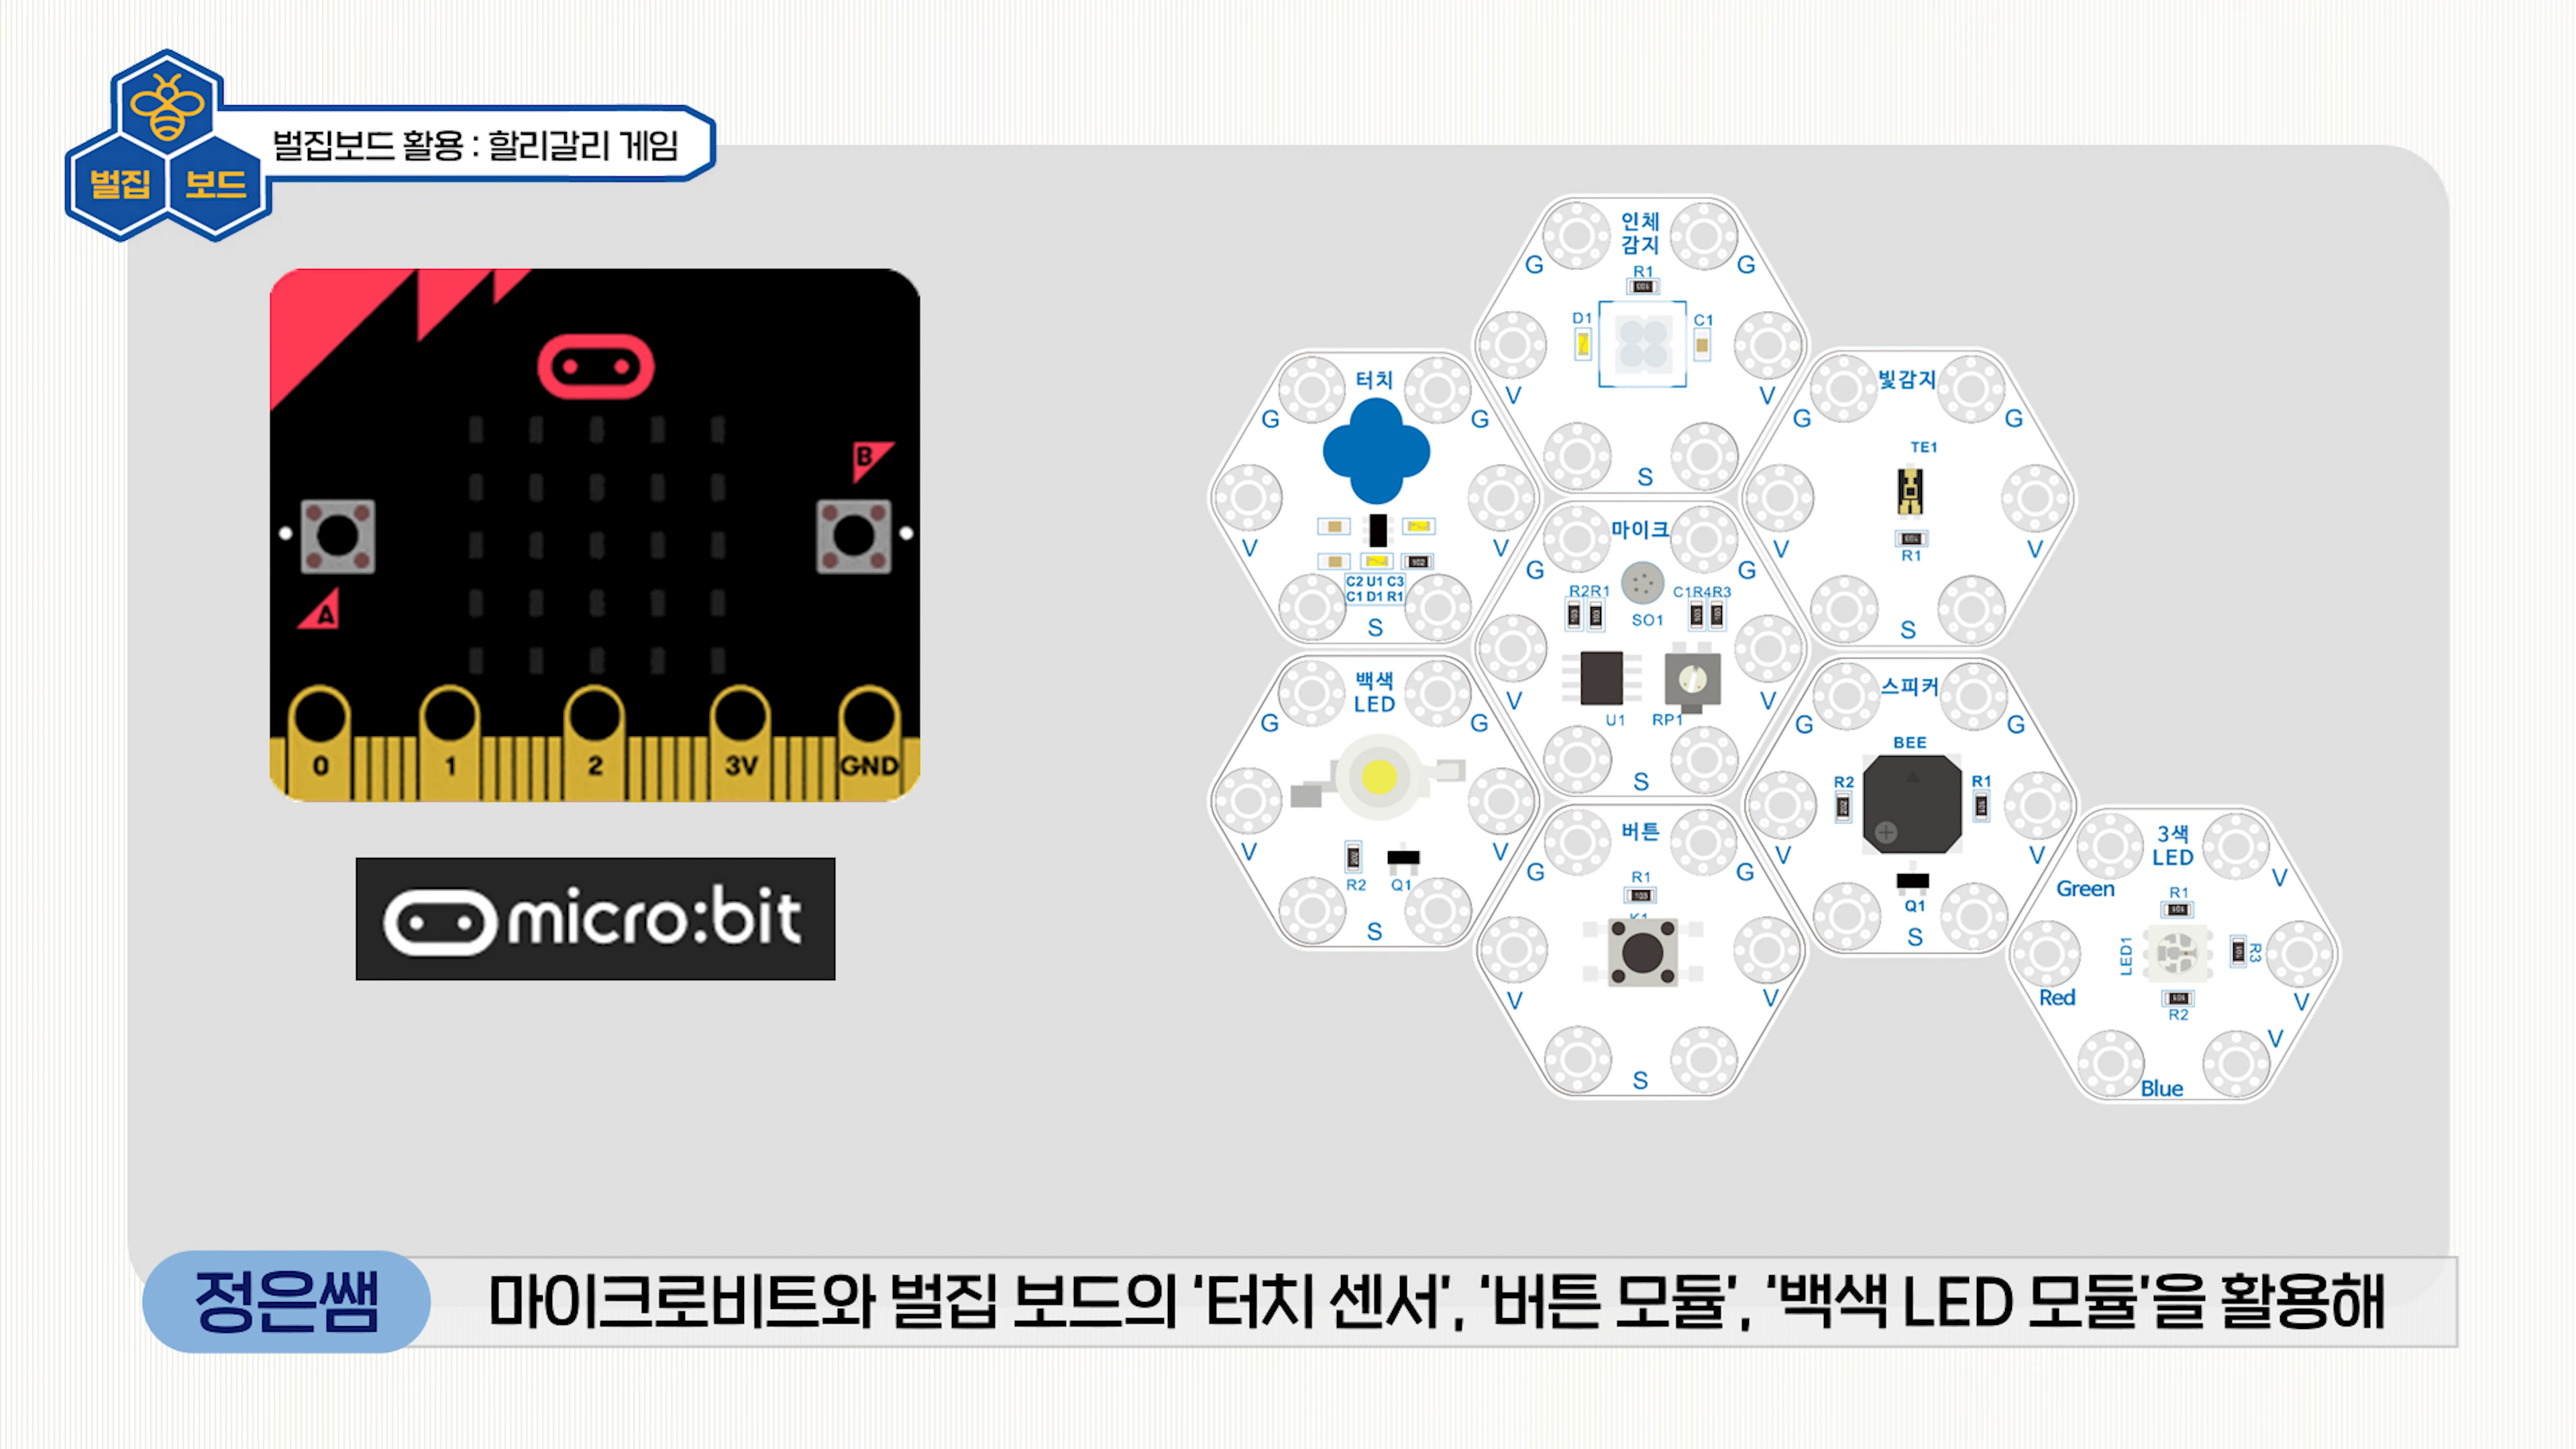 벌집 보드
벌집보드 활용 : 할리갈리 게임
B
A
0 1 2 3V GND
micro:bit
인체
감지
G R1 G
D1 C1
V V
S
터치
G G
V V
C2 U1 C3
C1 D1 R1
S
빛감지
G G
TE1
V V
R1
S
마이크
G G
R2R1 C1R4R3
SO1
V V
U1 RP1
S
백색
LED
G G
V V
R2 Q1
S
스피커
G G
BEE
R2 R1
V V
Q1
S
버튼
G G
R1
V V
S
3색
LED
Green V
R1
LED1 R3
Red V
R2
V
Blue
정은쌤
마이크로비트와 벌집 보드의 ‘터치 센서’, ‘버튼 모듈’, ‘백색 LED 모듈’을 활용해